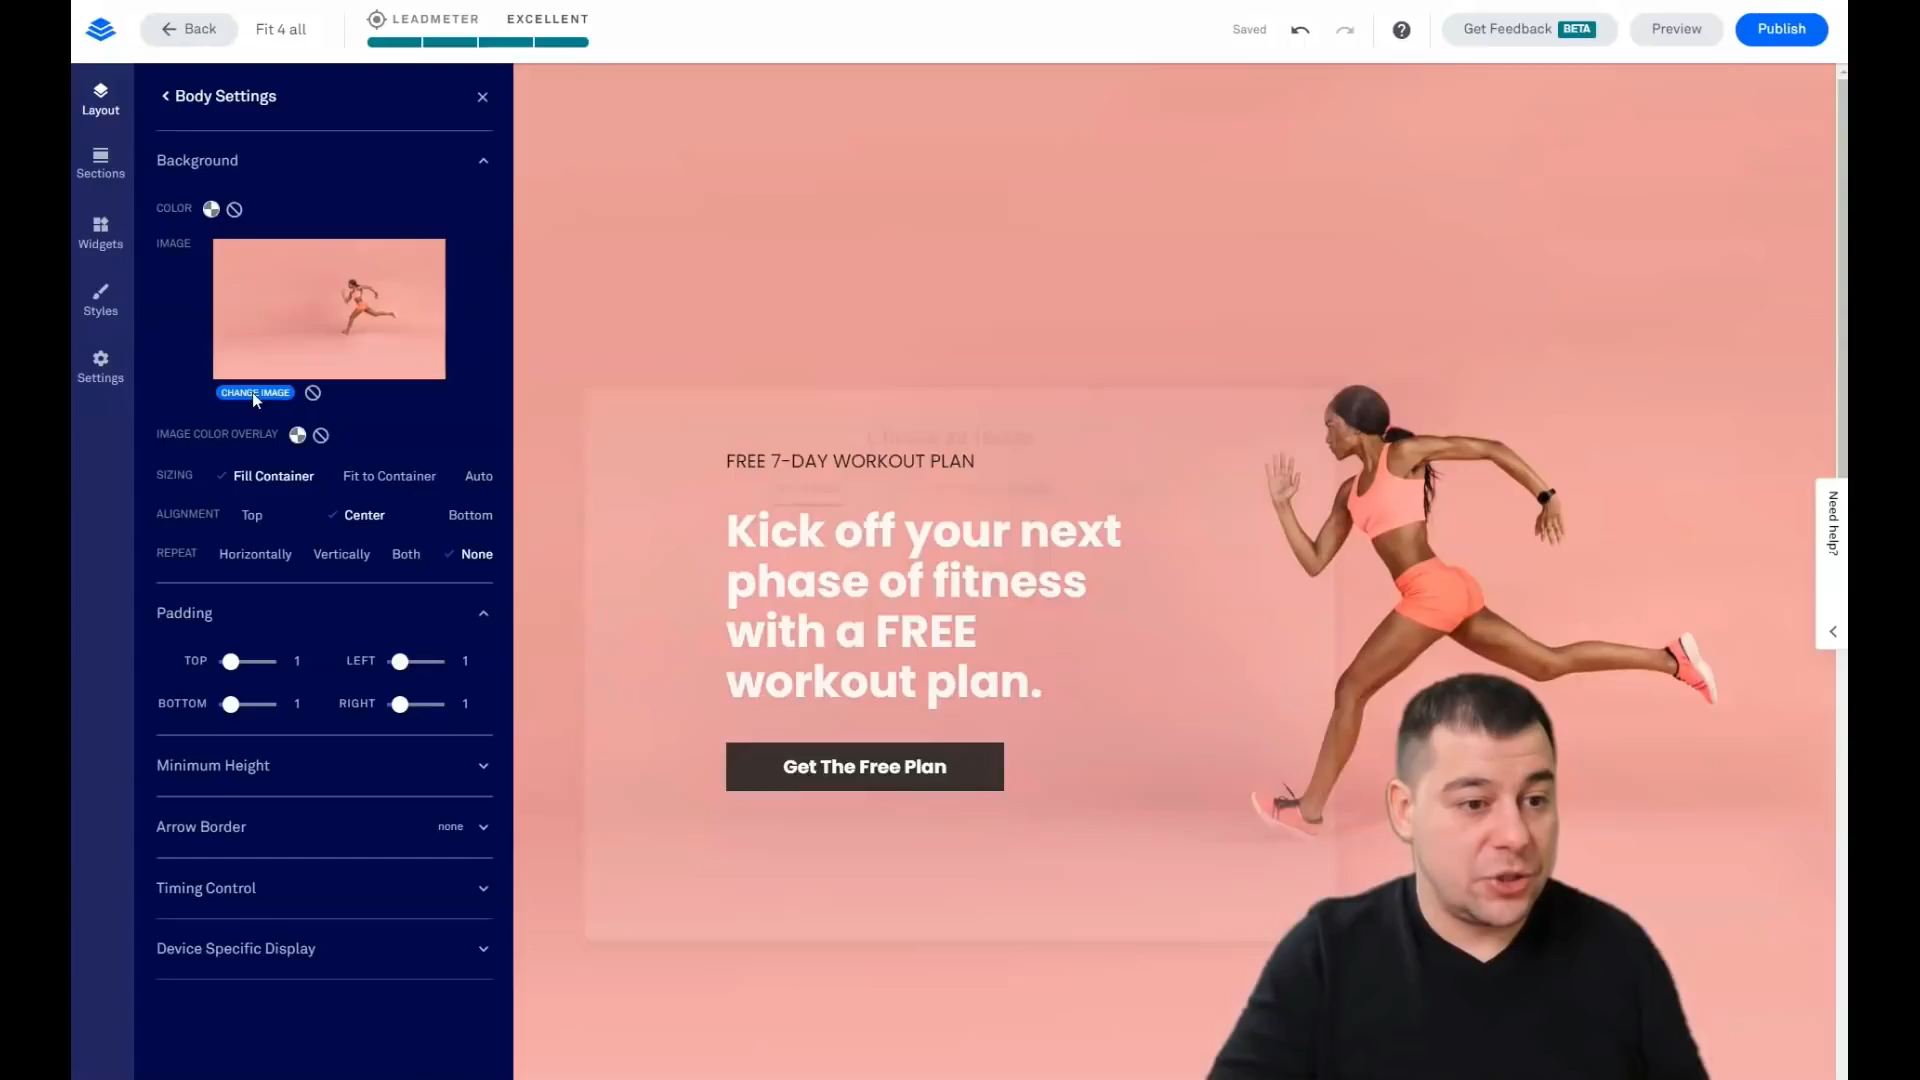 Back
Fit 4 all
LEADMETER EXCELLENT
Saved
Get Feedback BETA
Preview
Publish
Layout
Sections
Widgets
Styles
Settings
Body Settings
Background
COLOR
IMAGE
CHANGE IMAGE
IMAGE COLOR OVERLAY
SIZING Fill Container Fit to Container Auto
ALIGNMENT Top Center Bottom
REPEAT Horizontally Vertically Both None
Padding
TOP 1 LEFT 1
BOTTOM 1 RIGHT 1
Minimum Height
Arrow Border none
Timing Control
Device Specific Display
FREE 7-DAY WORKOUT PLAN
Kick off your next
phase of fitness
with a FREE
workout plan.
Get The Free Plan
Need help?